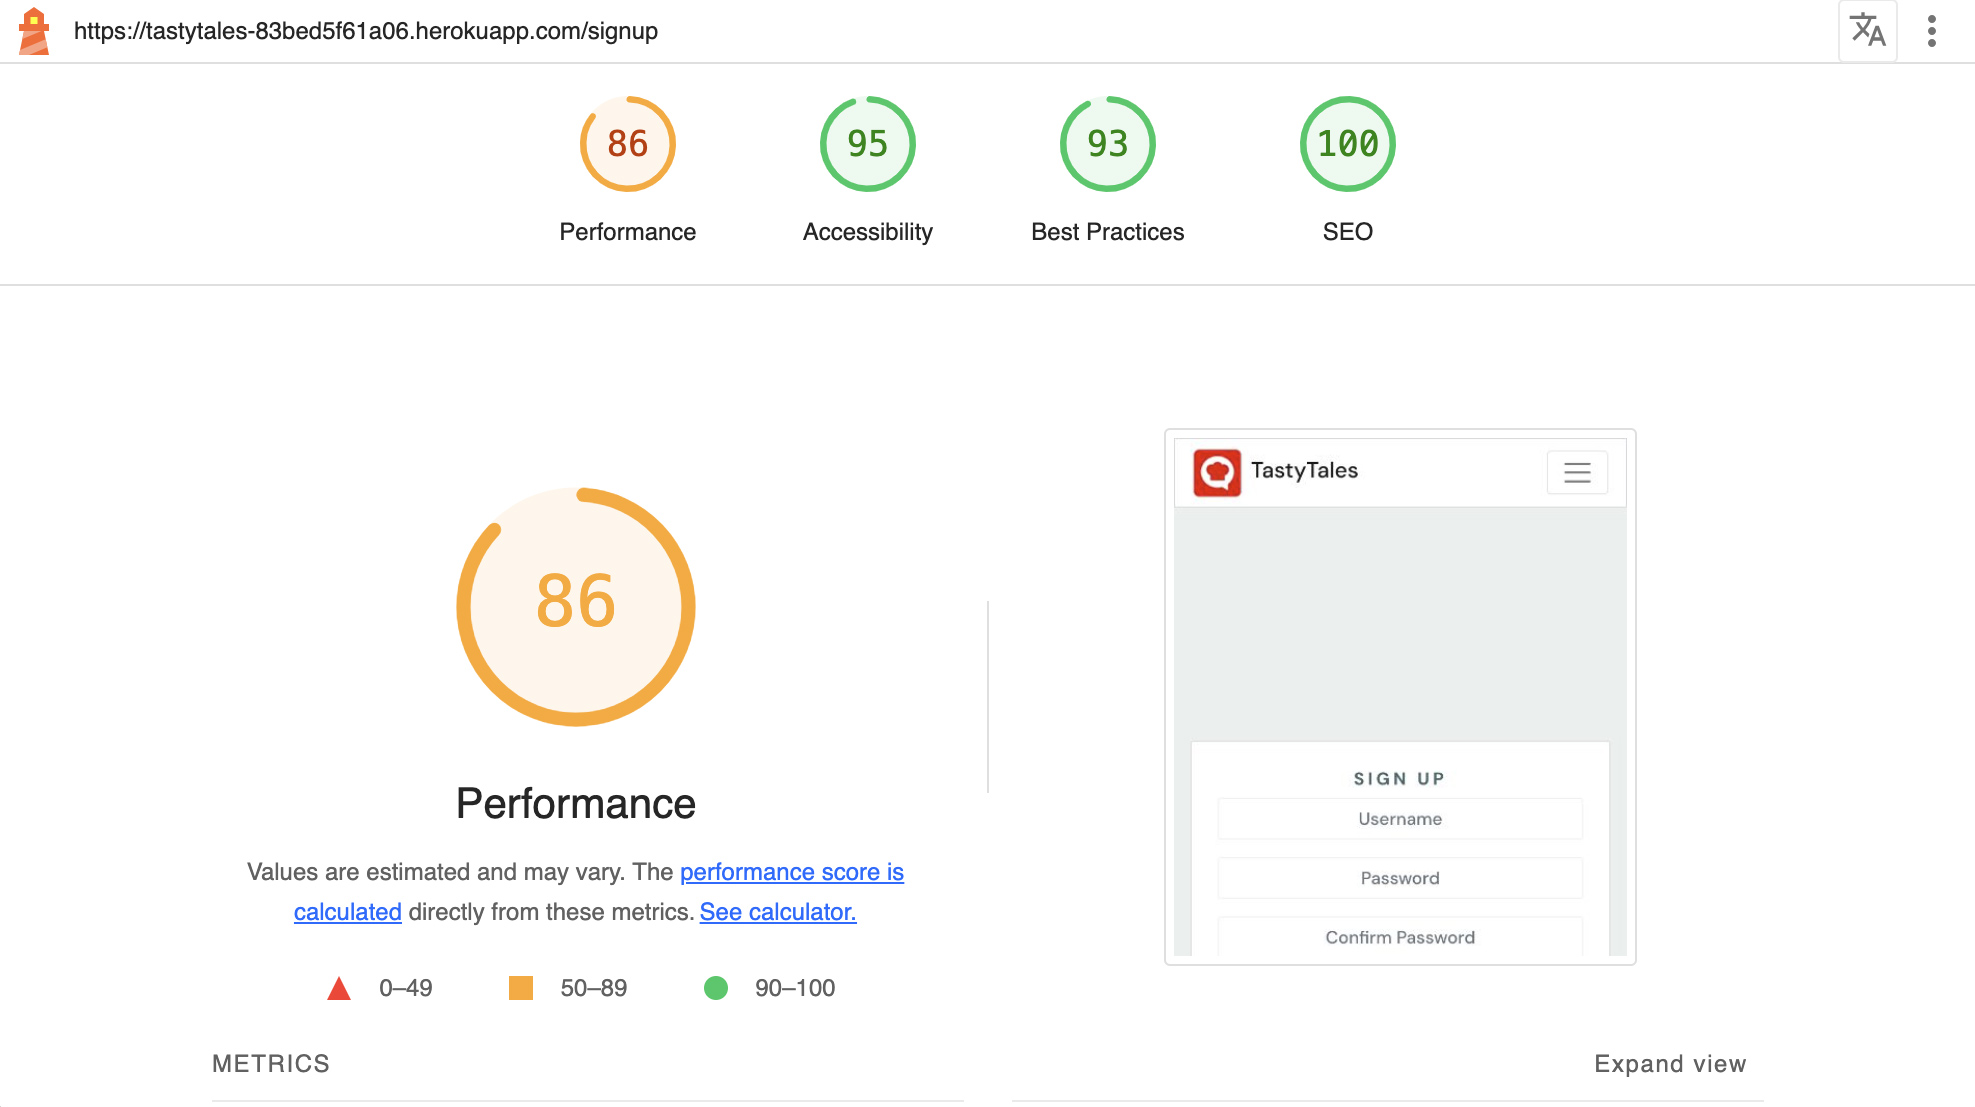 https://tastytales-83bed5f61a06.herokuapp.com/signup
86
95
93
100
Performance
Accessibility
Best Practices
SEO
86
Performance
Values are estimated and may vary. The performance score is
calculated directly from these metrics. See calculator.
0–49
50–89
90–100
TastyTales
SIGN UP
Username
Password
Confirm Password
METRICS
Expand view